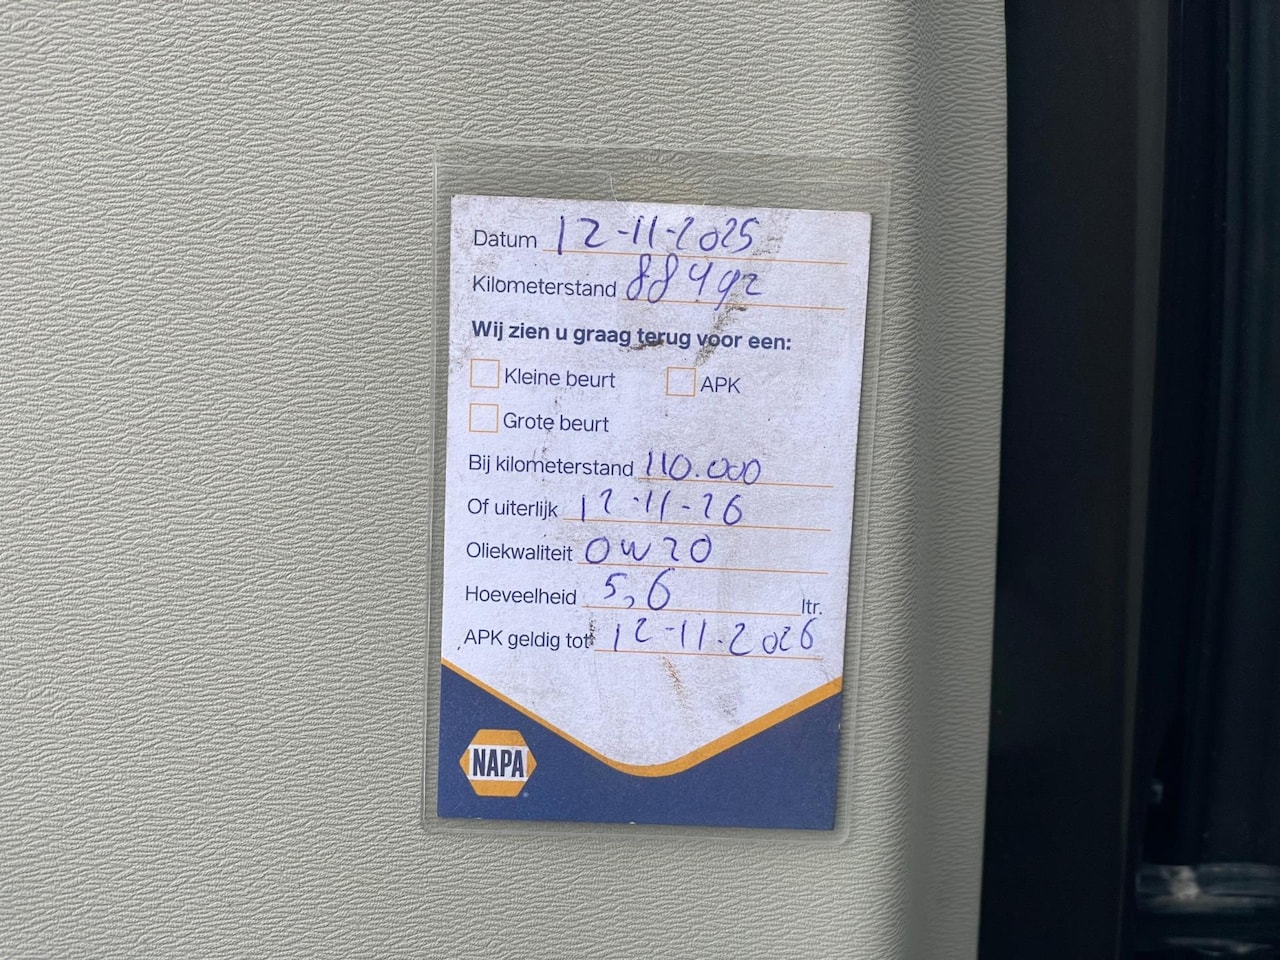 Datum 12-11-2025
Kilometerstand 88492
Wij zien u graag terug voor een:
Kleine beurt APK
Grote beurt
Bij kilometerstand 110.000
Of uiterlijk 12-11-26
Oliekwaliteit 0W20
Hoeveelheid 5,6 ltr.
APK geldig tot 12-11-2026
NAPA